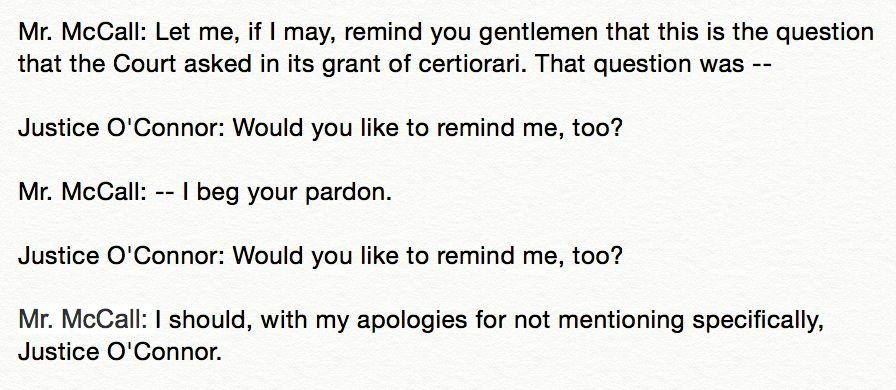 Mr. McCall: Let me, if I may, remind you gentlemen that this is the question
that the Court asked in its grant of certiorari. That question was --
Justice O'Connor: Would you like to remind me, too?
Mr. McCall: -- I beg your pardon.
Justice O'Connor: Would you like to remind me, too?
Mr. McCall: I should, with my apologies for not mentioning specifically,
Justice O'Connor.